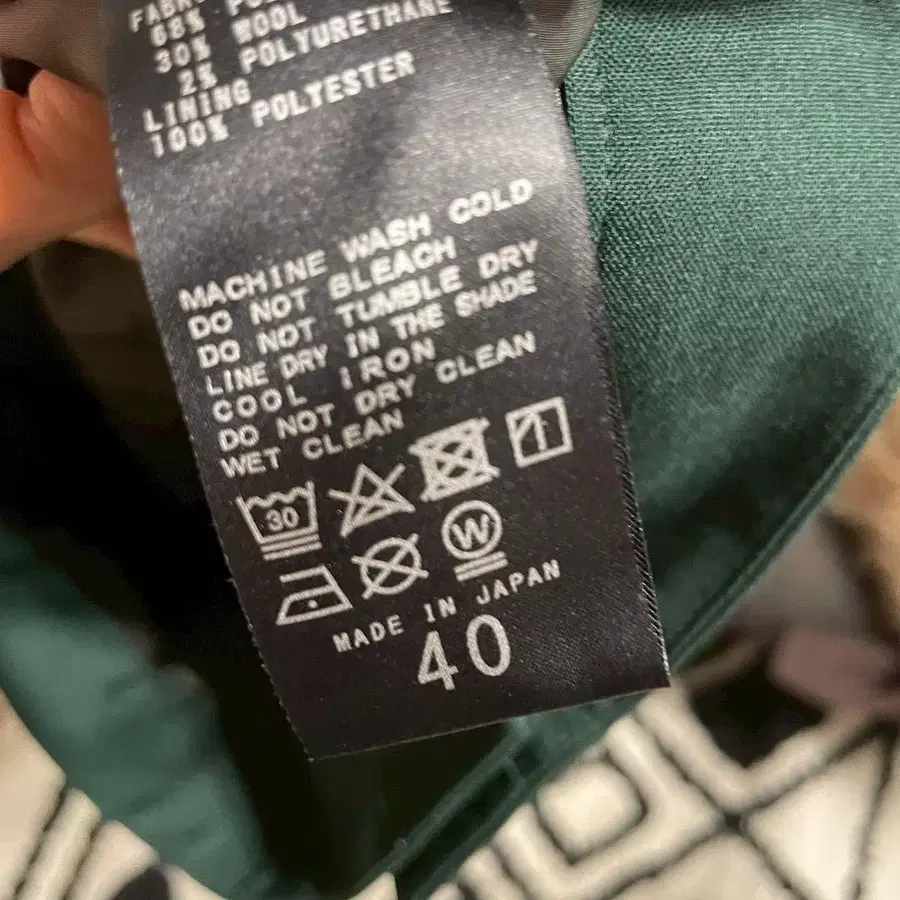 68%
30% WOOL
2% POLYURETHANE
LINING
100% POLYESTER
MACHINE WASH COLD
DO NOT BLEACH
DO NOT TUMBLE DRY
LINE DRY IN THE SHADE
COOL IRON
DO NOT DRY CLEAN
WET CLEAN
30
W
MADE IN JAPAN
40